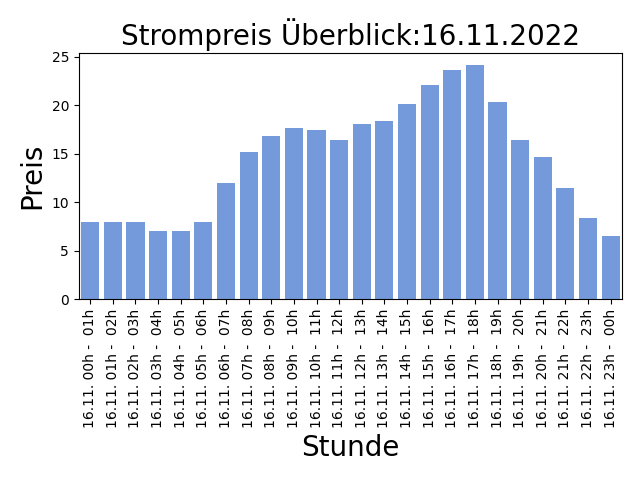 Strompreis Überblick:16.11.2022
Preis
25
20
15
10
5
0
16.11. 00h - 01h
16.11. 01h - 02h
16.11. 02h - 03h
16.11. 03h - 04h
16.11. 04h - 05h
16.11. 05h - 06h
16.11. 06h - 07h
16.11. 07h - 08h
16.11. 08h - 09h
16.11. 09h - 10h
16.11. 10h - 11h
16.11. 11h - 12h
16.11. 12h - 13h
16.11. 13h - 14h
16.11. 14h - 15h
16.11. 15h - 16h
16.11. 16h - 17h
16.11. 17h - 18h
16.11. 18h - 19h
16.11. 19h - 20h
16.11. 20h - 21h
16.11. 21h - 22h
16.11. 22h - 23h
16.11. 23h - 00h
Stunde